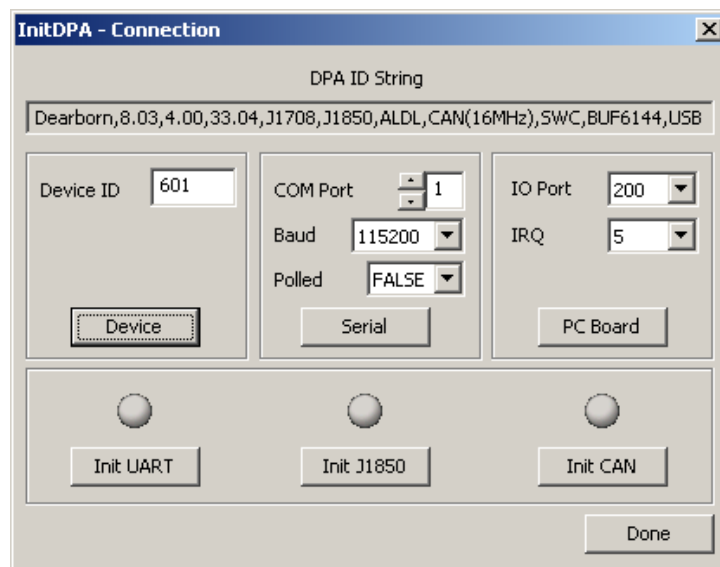 InitDPA - Connection
DPA ID String
Dearborn,8.03,4.00,33.04,J1708,J1850,ALDL,CAN(16MHz),SWC,BUF6144,USB
Device ID 601
Device
COM Port 1
Baud 115200
Polled FALSE
Serial
IO Port 200
IRQ 5
PC Board
Init UART
Init J1850
Init CAN
Done